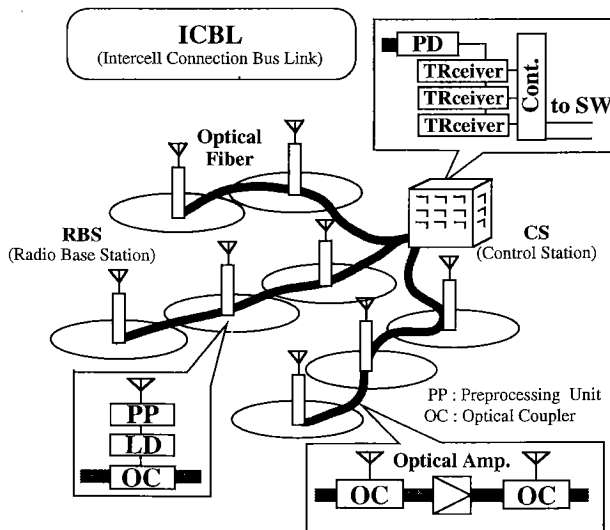 ICBL
(Intercell Connection Bus Link)
PD
TRceiver
TRceiver
TRceiver
Cont.
to SW
Optical
Fiber
RBS
(Radio Base Station)
CS
(Control Station)
PP
LD
OC
PP : Preprocessing Unit
OC : Optical Coupler
Optical Amp.
OC
OC